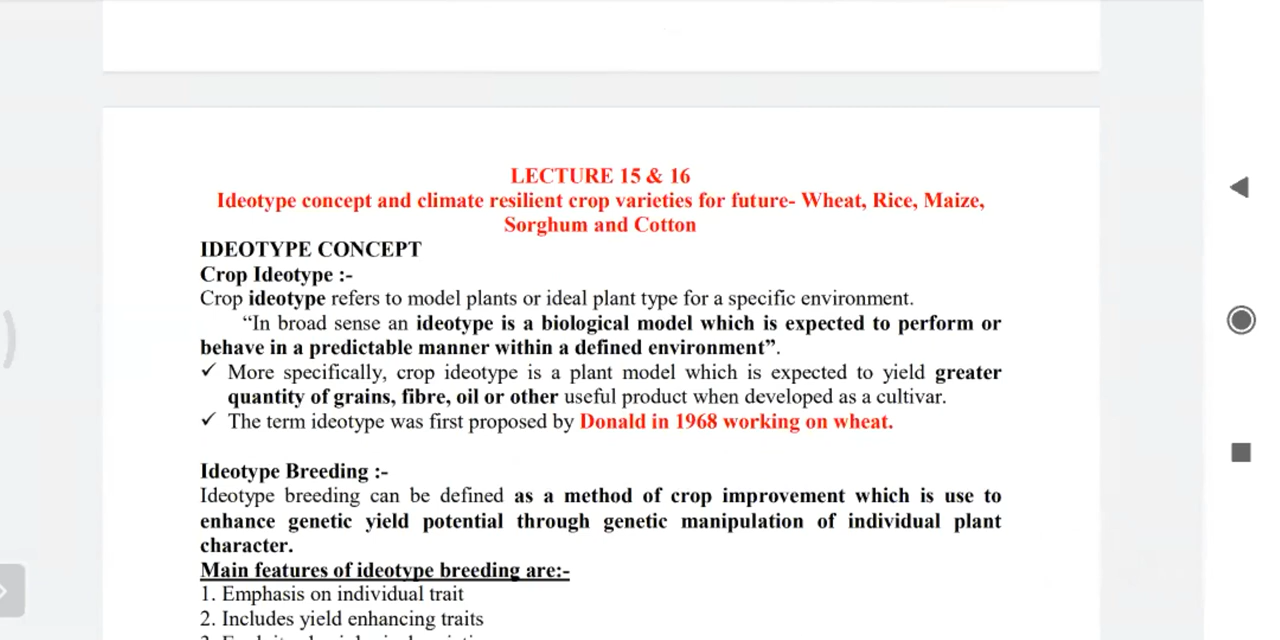 LECTURE 15 & 16
Ideotype concept and climate resilient crop varieties for future- Wheat, Rice, Maize,
Sorghum and Cotton
IDEOTYPE CONCEPT
Crop Ideotype :-
Crop ideotype refers to model plants or ideal plant type for a specific environment.
“In broad sense an ideotype is a biological model which is expected to perform or
behave in a predictable manner within a defined environment”.
✓ More specifically, crop ideotype is a plant model which is expected to yield greater
quantity of grains, fibre, oil or other useful product when developed as a cultivar.
✓ The term ideotype was first proposed by Donald in 1968 working on wheat.
Ideotype Breeding :-
Ideotype breeding can be defined as a method of crop improvement which is use to
enhance genetic yield potential through genetic manipulation of individual plant
character.
Main features of ideotype breeding are:-
1. Emphasis on individual trait
2. Includes yield enhancing traits